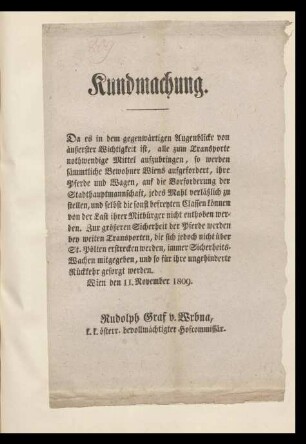 Kundmachung.
Da es in dem gegenwärtigen Augenblicke von
äußerster Wichtigkeit ist, alle zum Transporte
nothwendige Mittel aufzubringen, so werden
sämmtliche Bewohner Wiens aufgefordert, ihre
Pferde und Wagen, auf die Vorforderung der
Stadthauptmannschaft, jedes Mahl verläßlich zu
stellen, und selbst die sonst befreyten Classen können
von der Last ihrer Mitbürger nicht enthoben wer-
den. Zur größeren Sicherheit der Pferde werden
bey weiten Transporten, die sich jedoch nicht über
St. Pölten erstrecken werden, immer Sicherheits-
Wachen mitgegeben, und so für ihre ungehinderte
Rückkehr gesorgt werden.
Wien den 11. November 1809.
Rudolph Graf v. Wrbna,
k. k. österr. bevollmächtigter Hofcommissär.